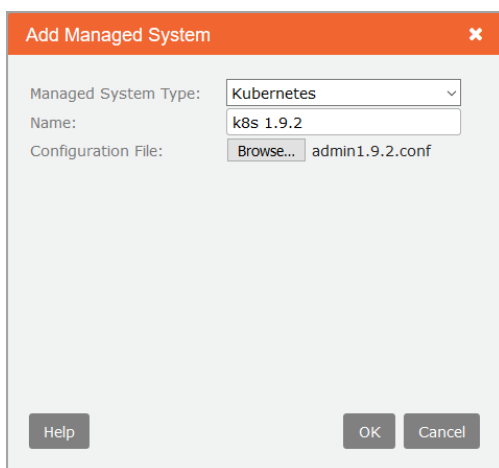 Add Managed System
Managed System Type: Kubernetes
Name: k8s 1.9.2
Configuration File: Browse... admin1.9.2.conf
Help OK Cancel